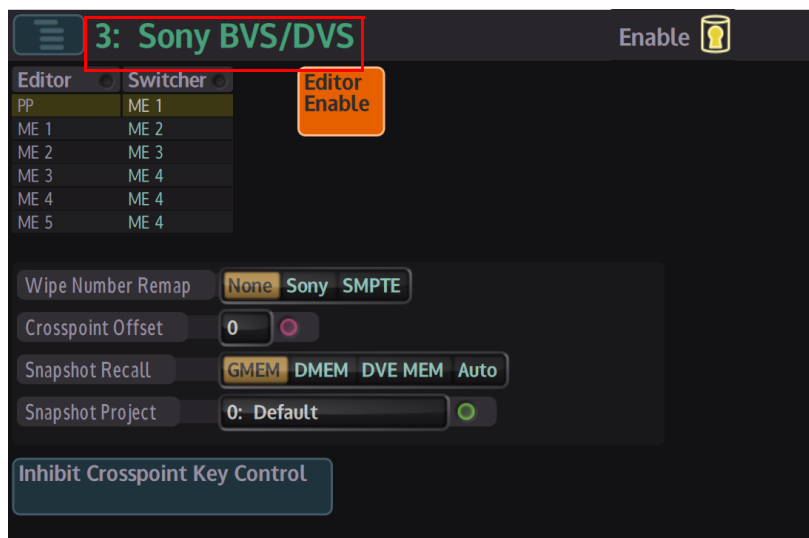 3: Sony BVS/DVS
Enable
Editor Switcher
PP ME 1
ME 1 ME 2
ME 2 ME 3
ME 3 ME 4
ME 4 ME 4
ME 5 ME 4
Editor
Enable
Wipe Number Remap None Sony SMPTE
Crosspoint Offset 0
Snapshot Recall GMEM DMEM DVE MEM Auto
Snapshot Project 0: Default
Inhibit Crosspoint Key Control